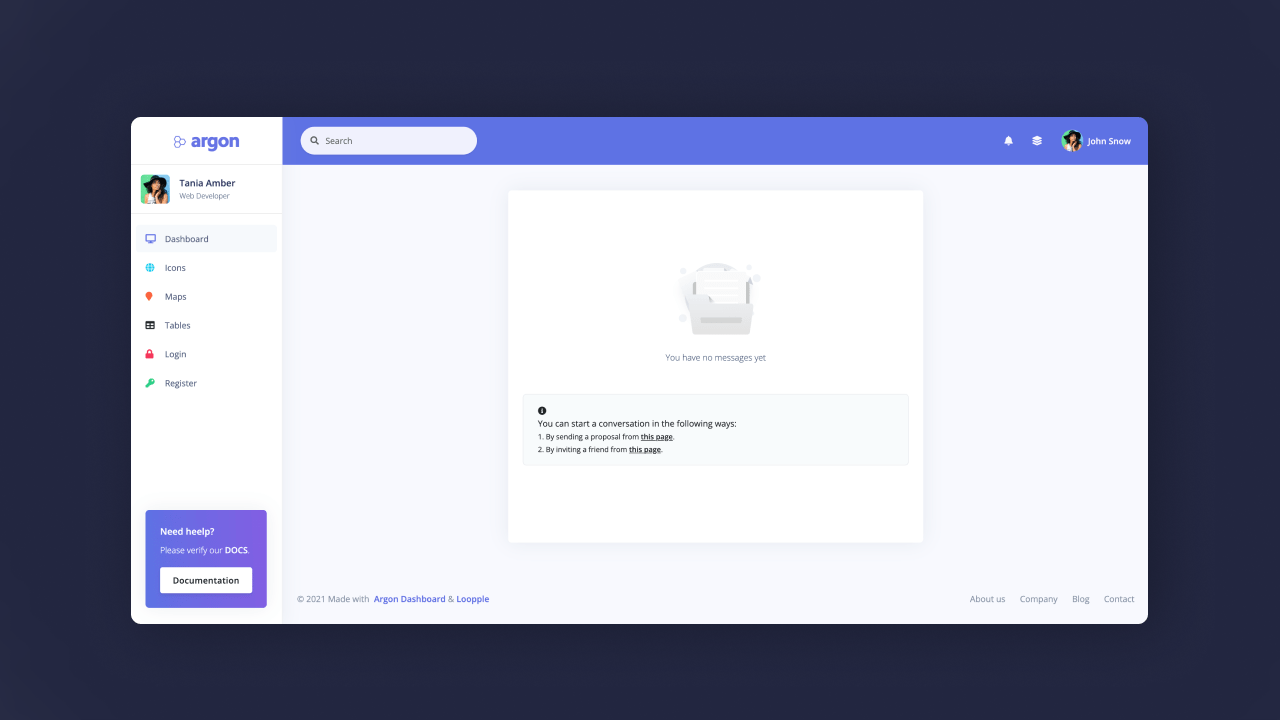 argon
Search
John Snow
Tania Amber
Web Developer
Dashboard
Icons
Maps
Tables
Login
Register
You have no messages yet
You can start a conversation in the following ways:
1. By sending a proposal from this page.
2. By inviting a friend from this page.
Need heelp?
Please verify our DOCS.
Documentation
© 2021 Made with Argon Dashboard & Loopple
About us Company Blog Contact